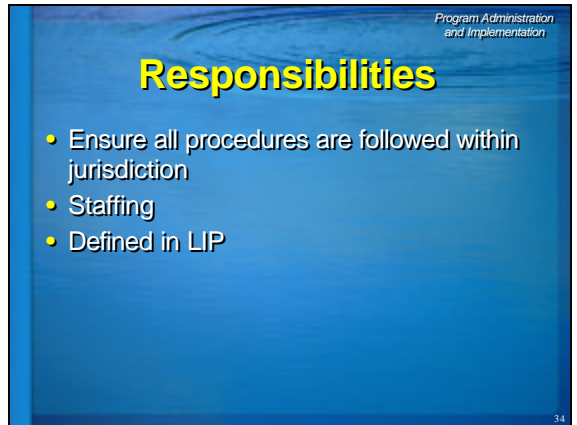 Program Administration
and Implementation
Responsibilities
• Ensure all procedures are followed within
jurisdiction
• Staffing
• Defined in LIP
34